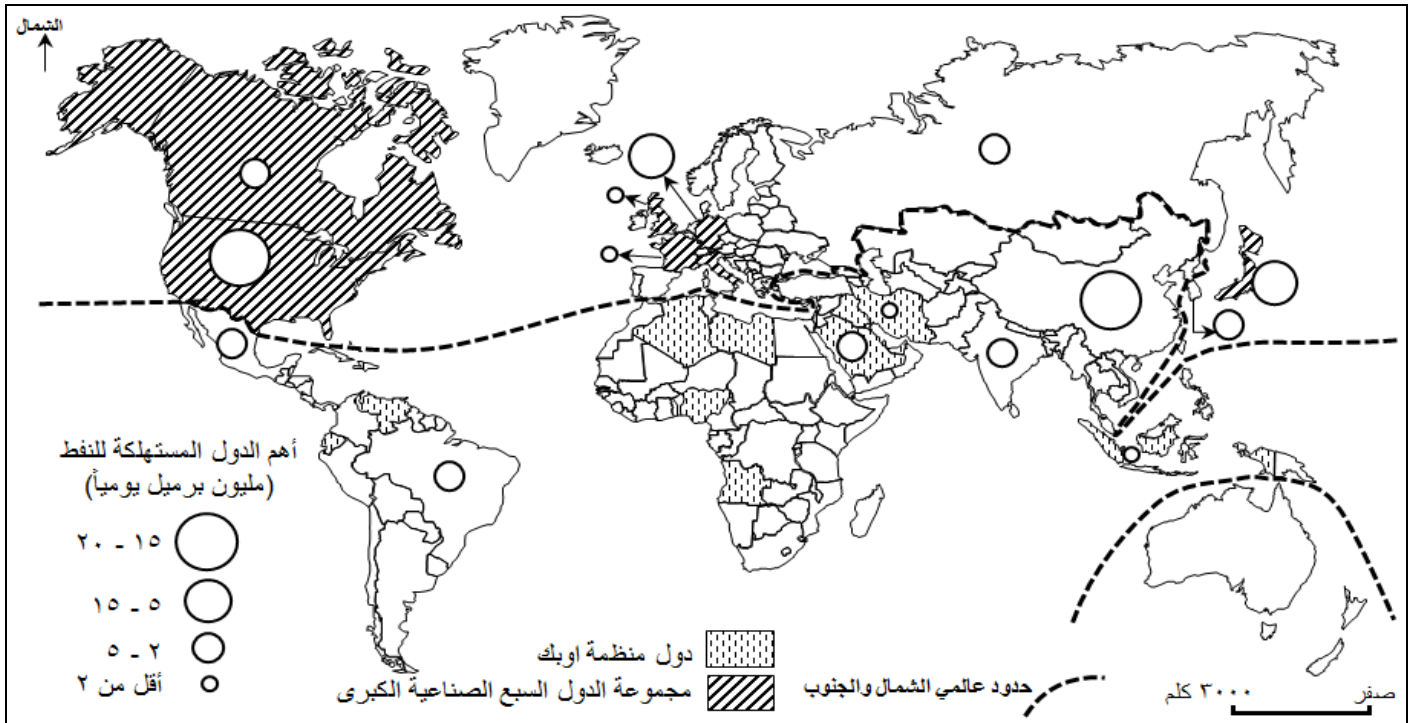 الشمال
أهم الدول المستهلكة للنفط
(مليون برميل يومياً)
١٥ - ٢٠
٥ - ١٥
٢ - ٥
أقل من ٢
دول منظمة اوبك
مجموعة الدول السبع الصناعية الكبرى
حدود عالمي الشمال والجنوب
صفر ٣٠٠٠ كلم